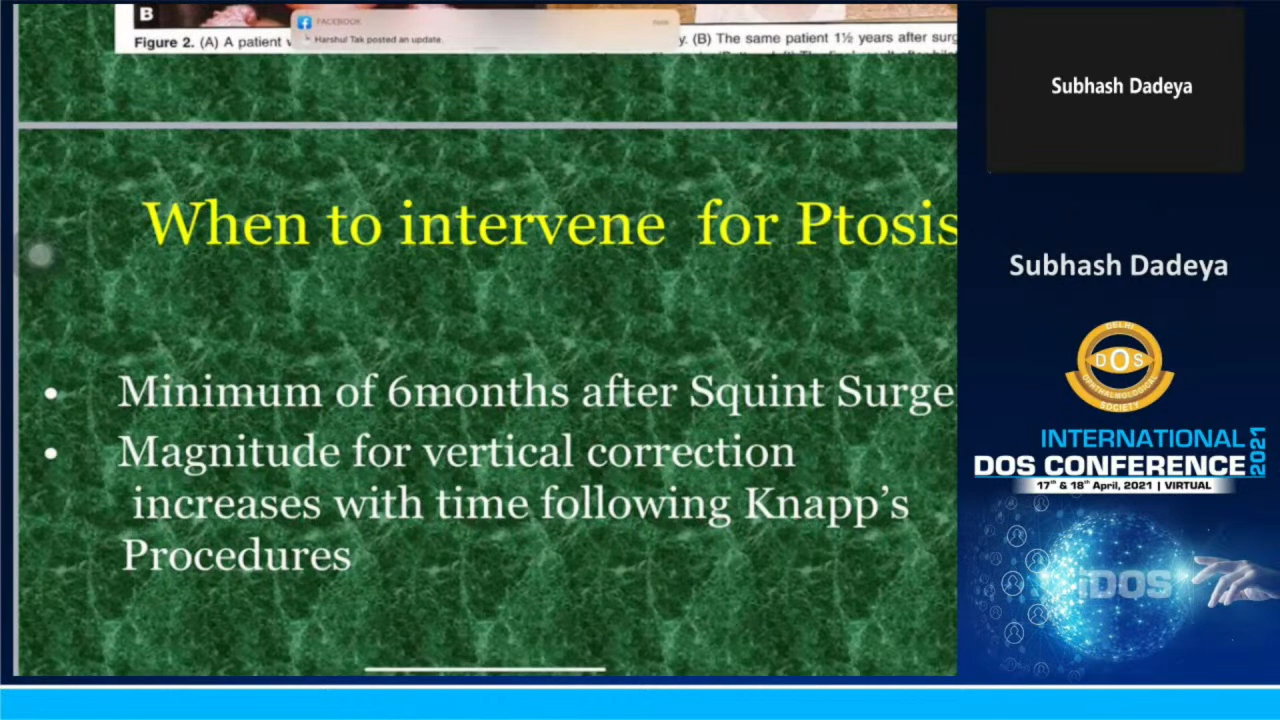 B
FACEBOOK
now
Harshul Tak posted an update.
Figure 2. (A) A patient
y. (B) The same patient 1½ years after surg
When to intervene for Ptosis
• Minimum of 6months after Squint Surge
• Magnitude for vertical correction
increases with time following Knapp's
Procedures
Subhash Dadeya
Subhash Dadeya
DELHI
DOS
OPHTHALMOLOGICAL
SOCIETY
INTERNATIONAL
DOS CONFERENCE
2021
17th & 18th April, 2021 | VIRTUAL
iDOS